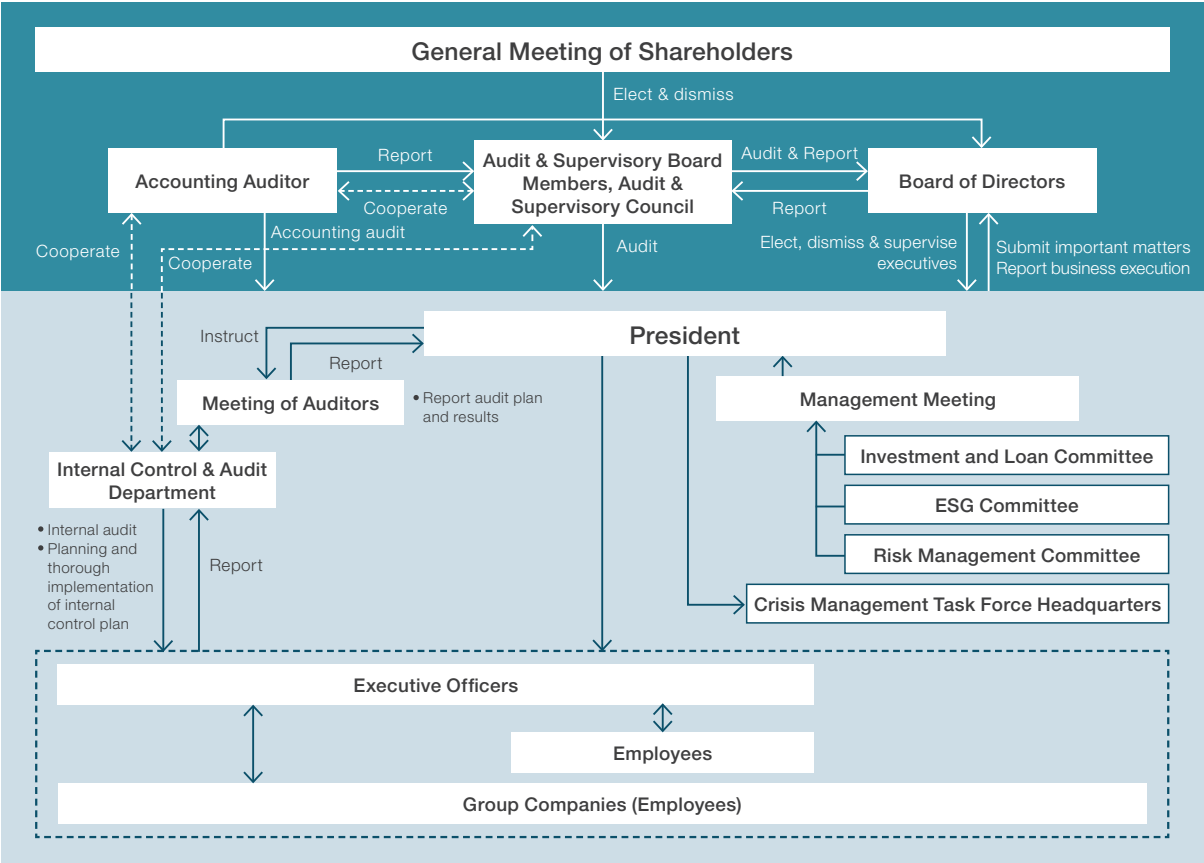 General Meeting of Shareholders
Elect & dismiss
Accounting Auditor
Report
Cooperate
Audit & Supervisory Board
Members, Audit &
Supervisory Council
Audit & Report
Report
Board of Directors
Cooperate
Accounting audit
Cooperate
Audit
Elect, dismiss & supervise
executives
Submit important matters
Report business execution
President
Instruct
Report
Meeting of Auditors
• Report audit plan
and results
Management Meeting
Investment and Loan Committee
ESG Committee
Risk Management Committee
Crisis Management Task Force Headquarters
Internal Control & Audit
Department
• Internal audit
• Planning and
thorough
implementation
of internal
control plan
Report
Executive Officers
Employees
Group Companies (Employees)